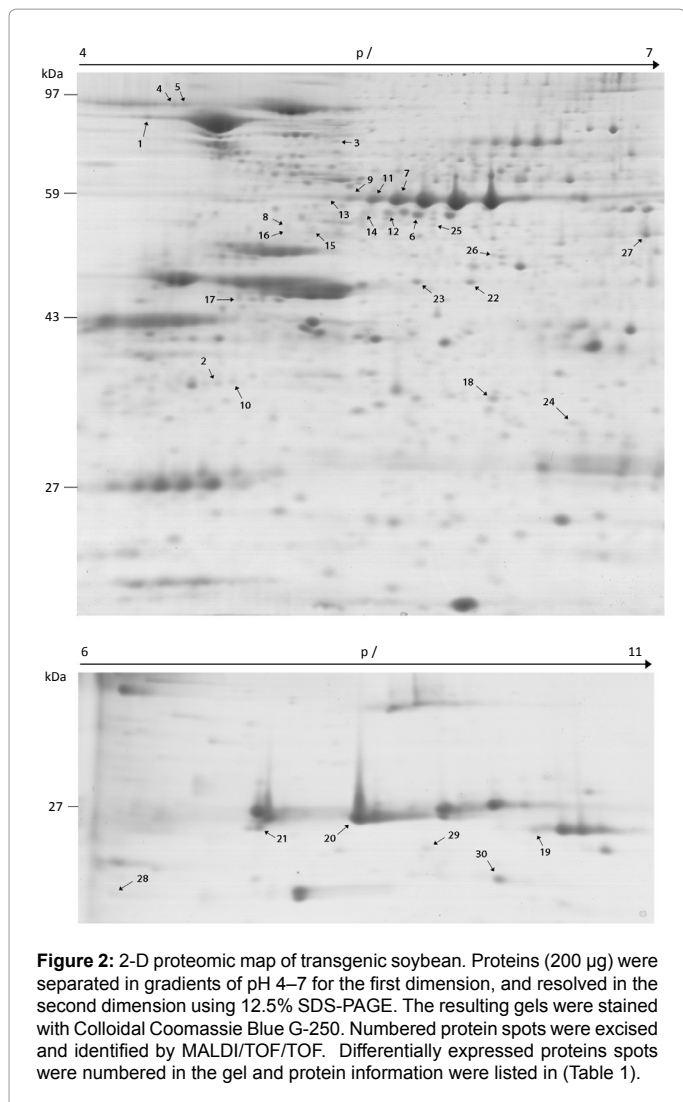 4 p I 7
kDa
97
4 5
1
3
59
9 11 7
13
8
14 12 6 25
16 15
26
27
17
23 22
43
2
10
18
24
27
6 p I 11
kDa
27
21 20 29 19
30
28
Figure 2: 2-D proteomic map of transgenic soybean. Proteins (200 µg) were
separated in gradients of pH 4–7 for the first dimension, and resolved in the
second dimension using 12.5% SDS-PAGE. The resulting gels were stained
with Colloidal Coomassie Blue G-250. Numbered protein spots were excised
and identified by MALDI/TOF/TOF. Differentially expressed proteins spots
were numbered in the gel and protein information were listed in (Table 1).